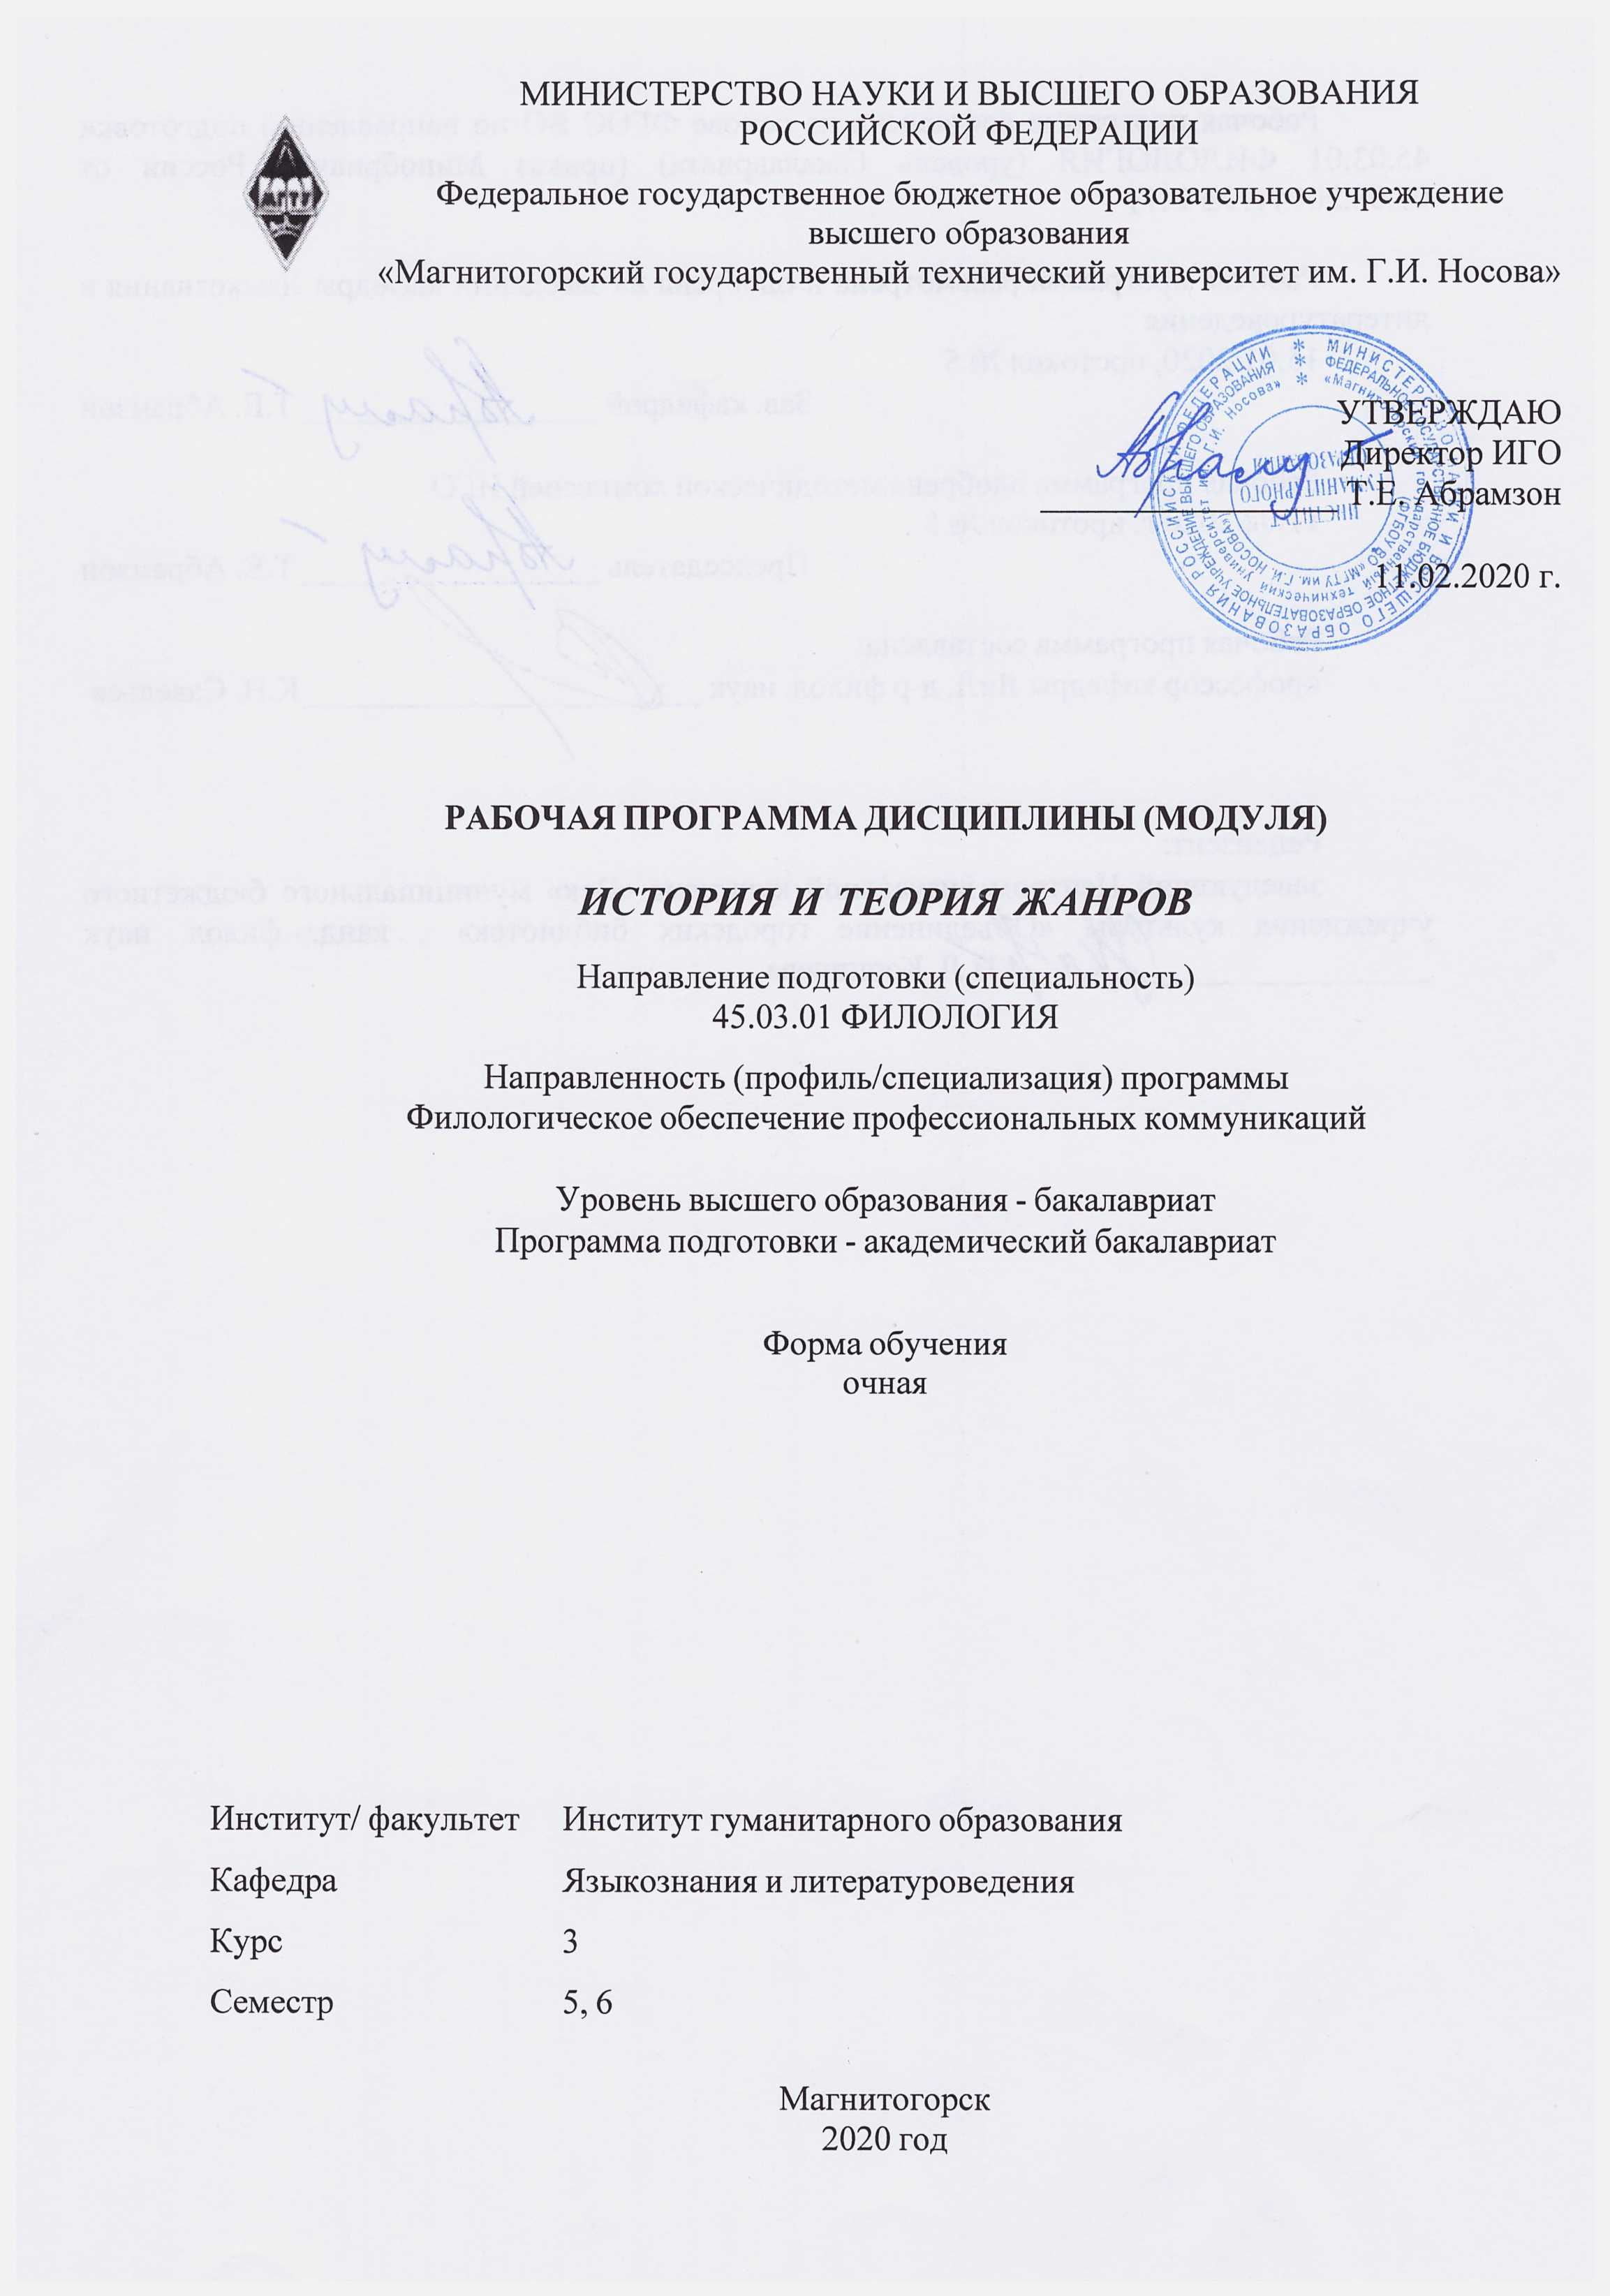 МИНИСТЕРСТВО НАУКИ И ВЫСШЕГО ОБРАЗОВАНИЯ
РОССИЙСКОЙ ФЕДЕРАЦИИ
Федеральное государственное бюджетное образовательное учреждение
высшего образования
«Магнитогорский государственный технический университет им. Г.И. Носова»
УТВЕРЖДАЮ
Директор ИГО
Т.Е. Абрамзон
11.02.2020 г.
ИНСТИТУТ
ГУМАНИТАРНОГО
ОБРАЗОВАНИЯ
РАБОЧАЯ ПРОГРАММА ДИСЦИПЛИНЫ (МОДУЛЯ)
ИСТОРИЯ И ТЕОРИЯ ЖАНРОВ
Направление подготовки (специальность)
45.03.01 ФИЛОЛОГИЯ
Направленность (профиль/специализация) программы
Филологическое обеспечение профессиональных коммуникаций
Уровень высшего образования - бакалавриат
Программа подготовки - академический бакалавриат
Форма обучения
очная
Институт/ факультет Институт гуманитарного образования
Кафедра Языкознания и литературоведения
Курс 3
Семестр 5, 6
Магнитогорск
2020 год